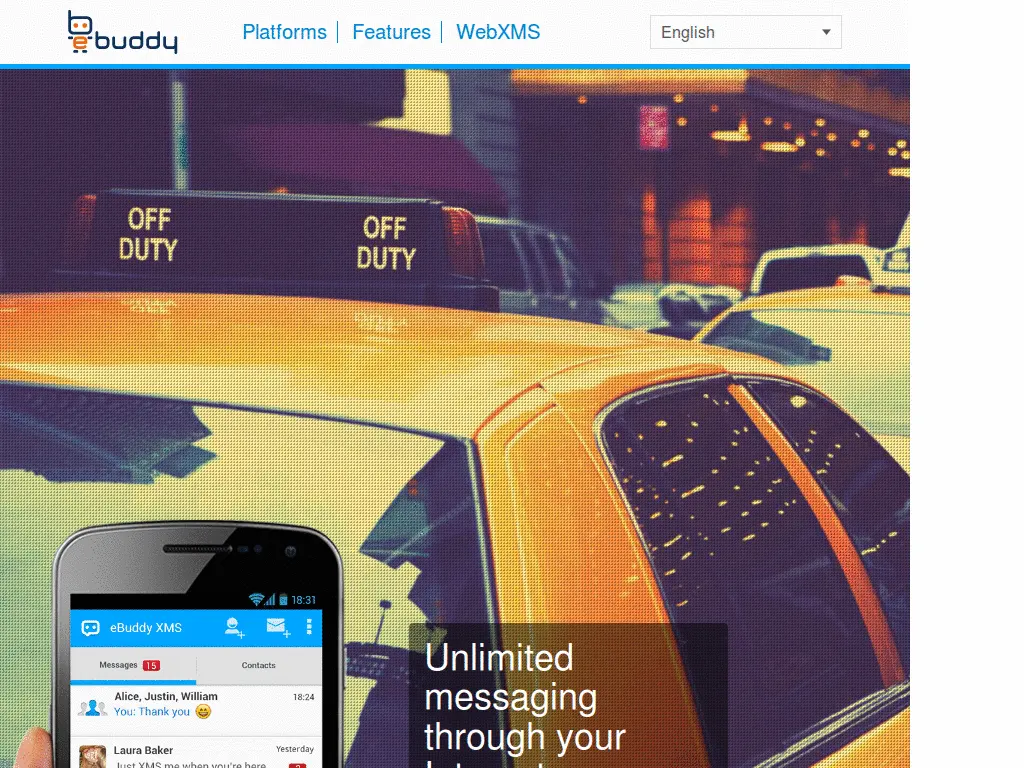 ebuddy
Platforms
Features
WebXMS
English
OFF
DUTY
OFF
DUTY
18:31
eBuddy XMS
Messages 15
Contacts
Alice, Justin, William 18:24
You: Thank you
Laura Baker Yesterday
Just XMS me when you're here
Unlimited
messaging
through your